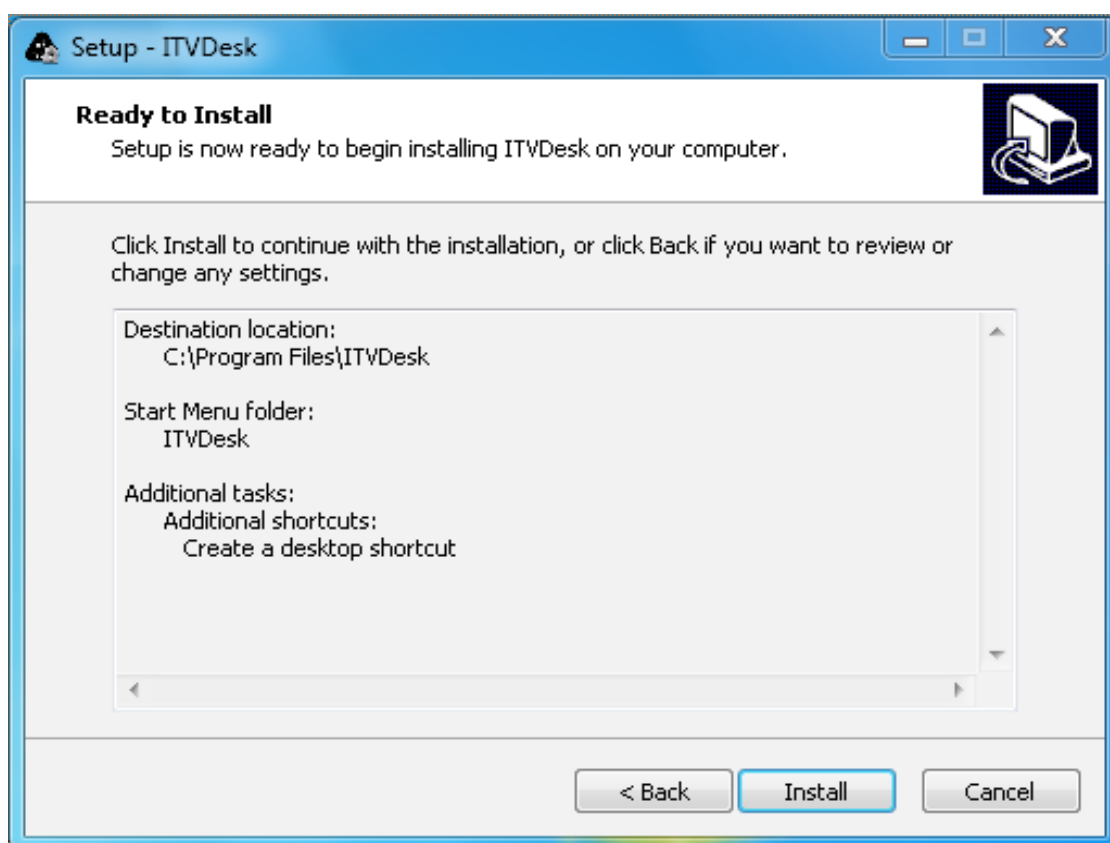 Setup - ITVDesk
Ready to Install
Setup is now ready to begin installing ITVDesk on your computer.
Click Install to continue with the installation, or click Back if you want to review or
change any settings.
Destination location:
C:\Program Files\ITVDesk
Start Menu folder:
ITVDesk
Additional tasks:
Additional shortcuts:
Create a desktop shortcut
< Back
Install
Cancel